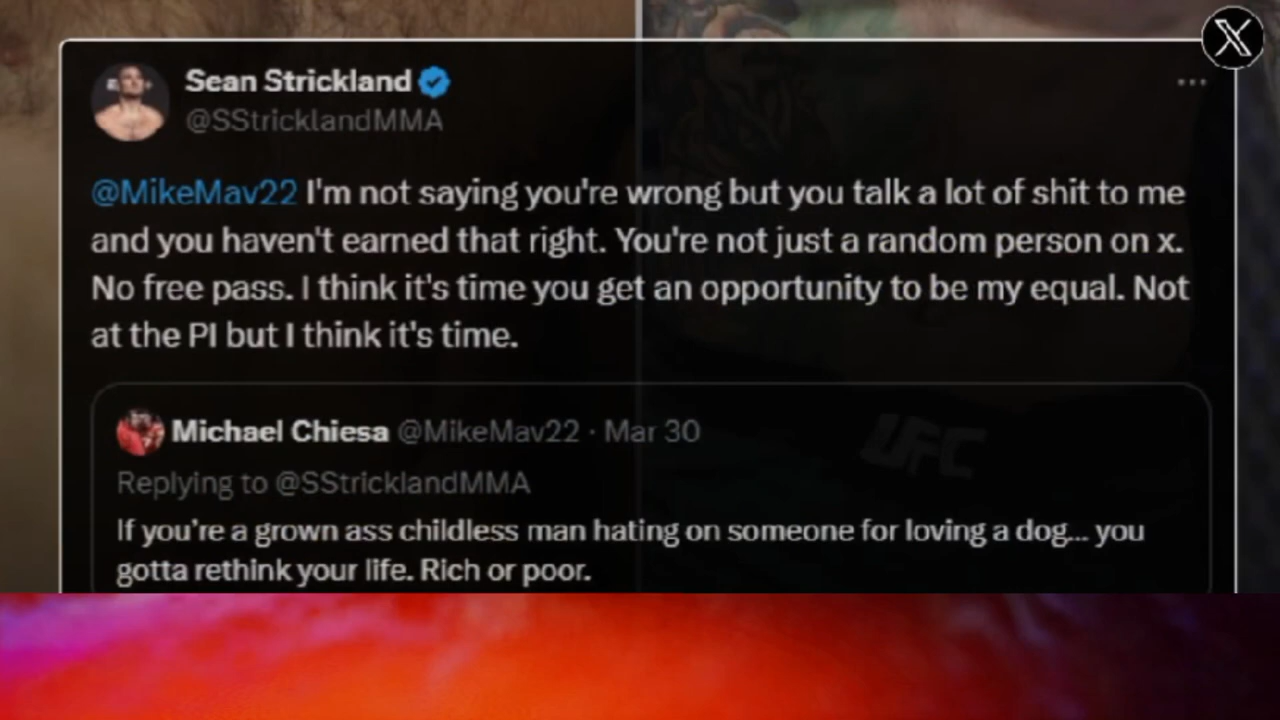 Sean Strickland
@SStricklandMMA
@MikeMav22 I'm not saying you're wrong but you talk a lot of shit to me
and you haven't earned that right. You're not just a random person on x.
No free pass. I think it's time you get an opportunity to be my equal. Not
at the PI but I think it's time.
Michael Chiesa @MikeMav22 · Mar 30
Replying to @SStricklandMMA
If you're a grown ass childless man hating on someone for loving a dog... you
gotta rethink your life. Rich or poor.
UFC